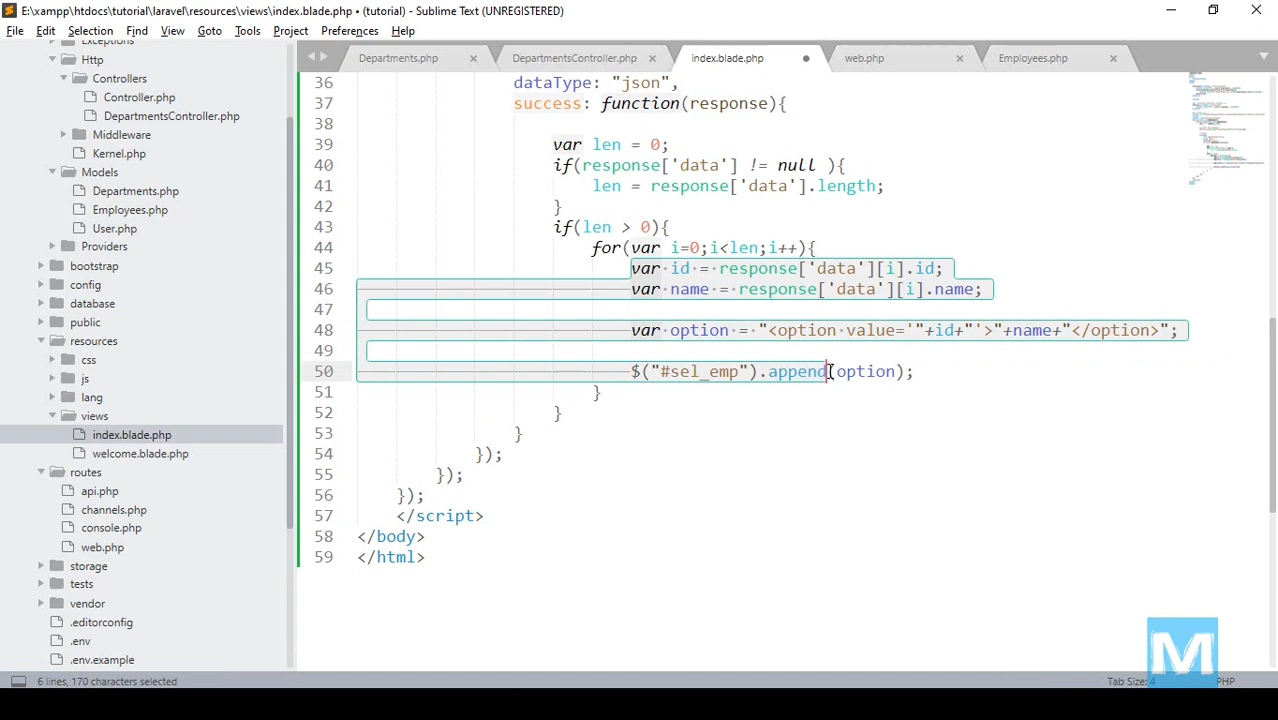 E:\xampp\htdocs\tutorial\laravel\resources\views\index.blade.php • (tutorial) - Sublime Text (UNREGISTERED)
File Edit Selection Find View Goto Tools Project Preferences Help
Departments.php DepartmentsController.php index.blade.php web.php Employees.php
Exceptions
Http
Controllers
Controller.php
DepartmentsController.php
Middleware
Kernel.php
Models
Departments.php
Employees.php
User.php
Providers
bootstrap
config
database
public
resources
css
js
lang
views
index.blade.php
welcome.blade.php
routes
api.php
channels.php
console.php
web.php
storage
tests
vendor
.editorconfig
.env
.env.example
36 dataType: "json",
37 success: function(response){
38
39 var len = 0;
40 if(response['data'] != null ){
41 len = response['data'].length;
42 }
43 if(len > 0){
44 for(var i=0;i<len;i++){
45 var id = response['data'][i].id;
46 var name = response['data'][i].name;
47
48 var option = "<option value='"+id+"'>"+name+"</option>";
49
50 $("#sel_emp").append(option);
51 }
52 }
53 }
54 });
55 });
56 });
57 </script>
58 </body>
59 </html>
M
6 lines, 170 characters selected
Tab Size: 4 PHP